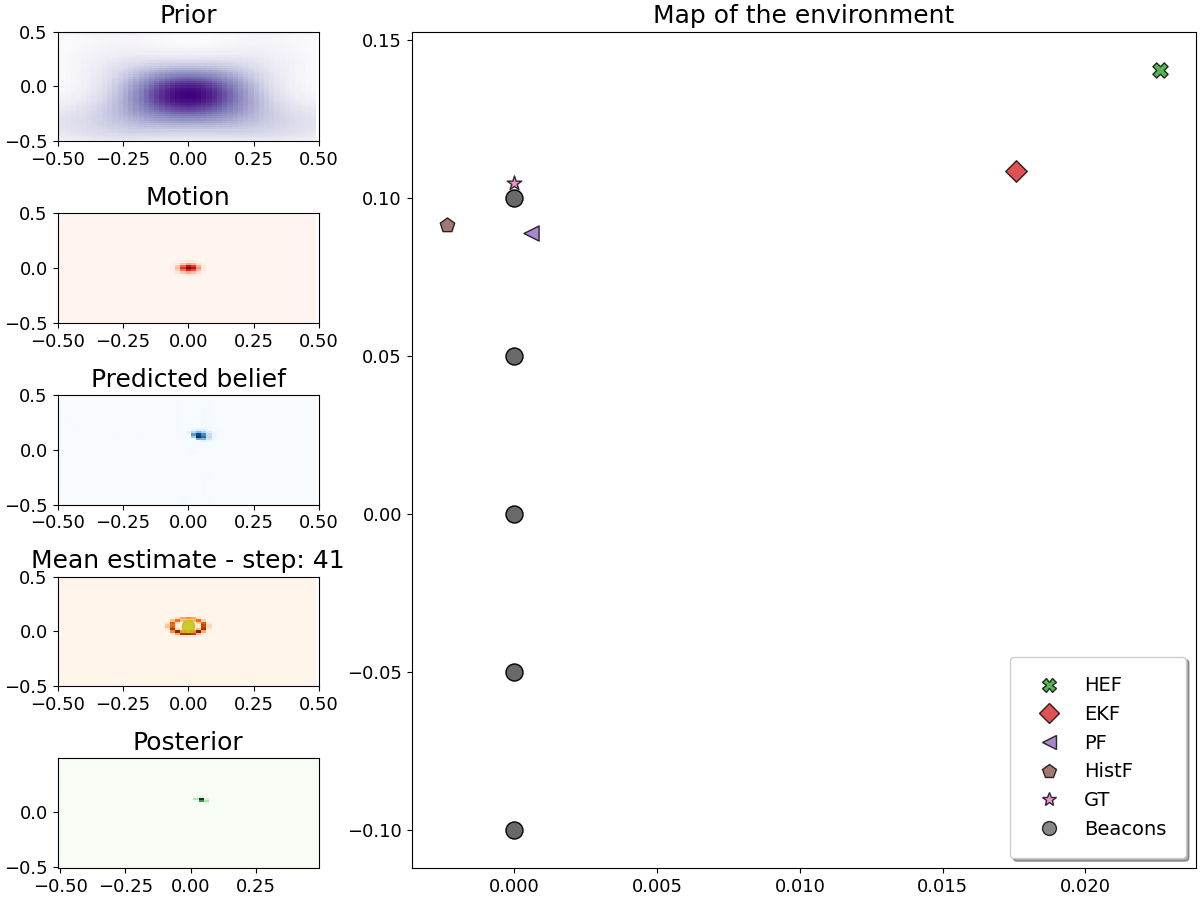 Prior
0.5
0.0
−0.5
−0.50 −0.25 0.00 0.25 0.50
Motion
0.5
0.0
−0.5
−0.50 −0.25 0.00 0.25 0.50
Predicted belief
0.5
0.0
−0.5
−0.50 −0.25 0.00 0.25 0.50
Mean estimate - step: 41
0.5
0.0
−0.5
−0.50 −0.25 0.00 0.25 0.50
Posterior
0.0
−0.5
−0.50 −0.25 0.00 0.25
Map of the environment
0.15
0.10
0.05
0.00
−0.05
−0.10
0.000 0.005 0.010 0.015 0.020
HEF
EKF
PF
HistF
GT
Beacons